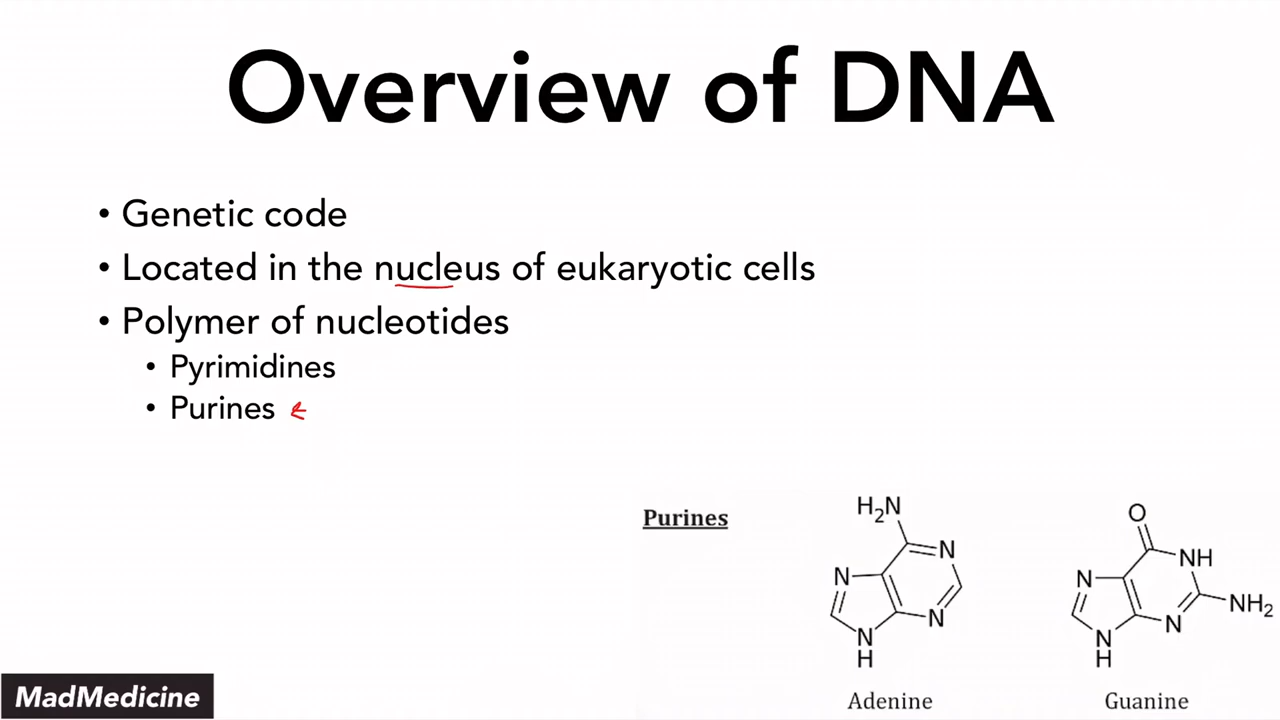 Overview of DNA
• Genetic code
• Located in the nucleus of eukaryotic cells
• Polymer of nucleotides
• Pyrimidines
• Purines
Purines
H₂N
N
N
N
N
H
Adenine
O
N
NH
NH₂
N
N
H
Guanine
MadMedicine